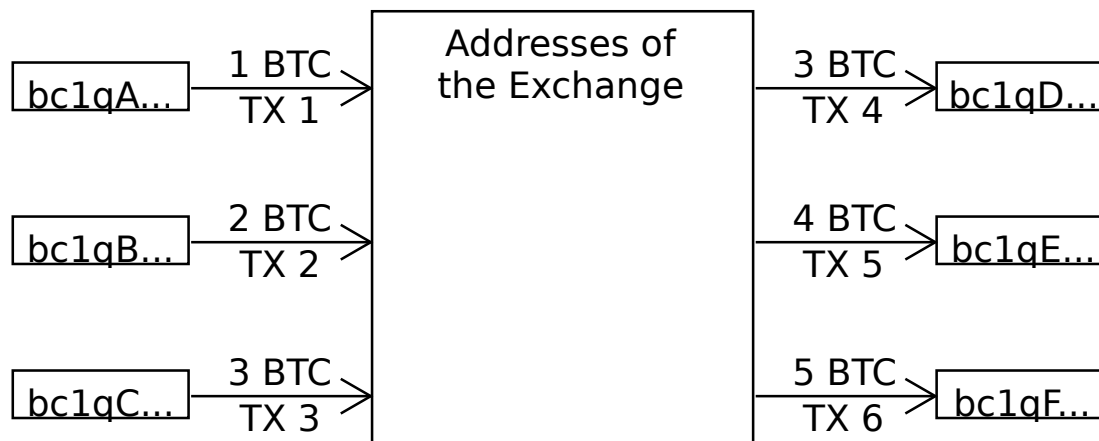 Addresses of
the Exchange
bc1qA...
1 BTC
TX 1
3 BTC
TX 4
bc1qD...
bc1qB...
2 BTC
TX 2
4 BTC
TX 5
bc1qE...
bc1qC...
3 BTC
TX 3
5 BTC
TX 6
bc1qF...